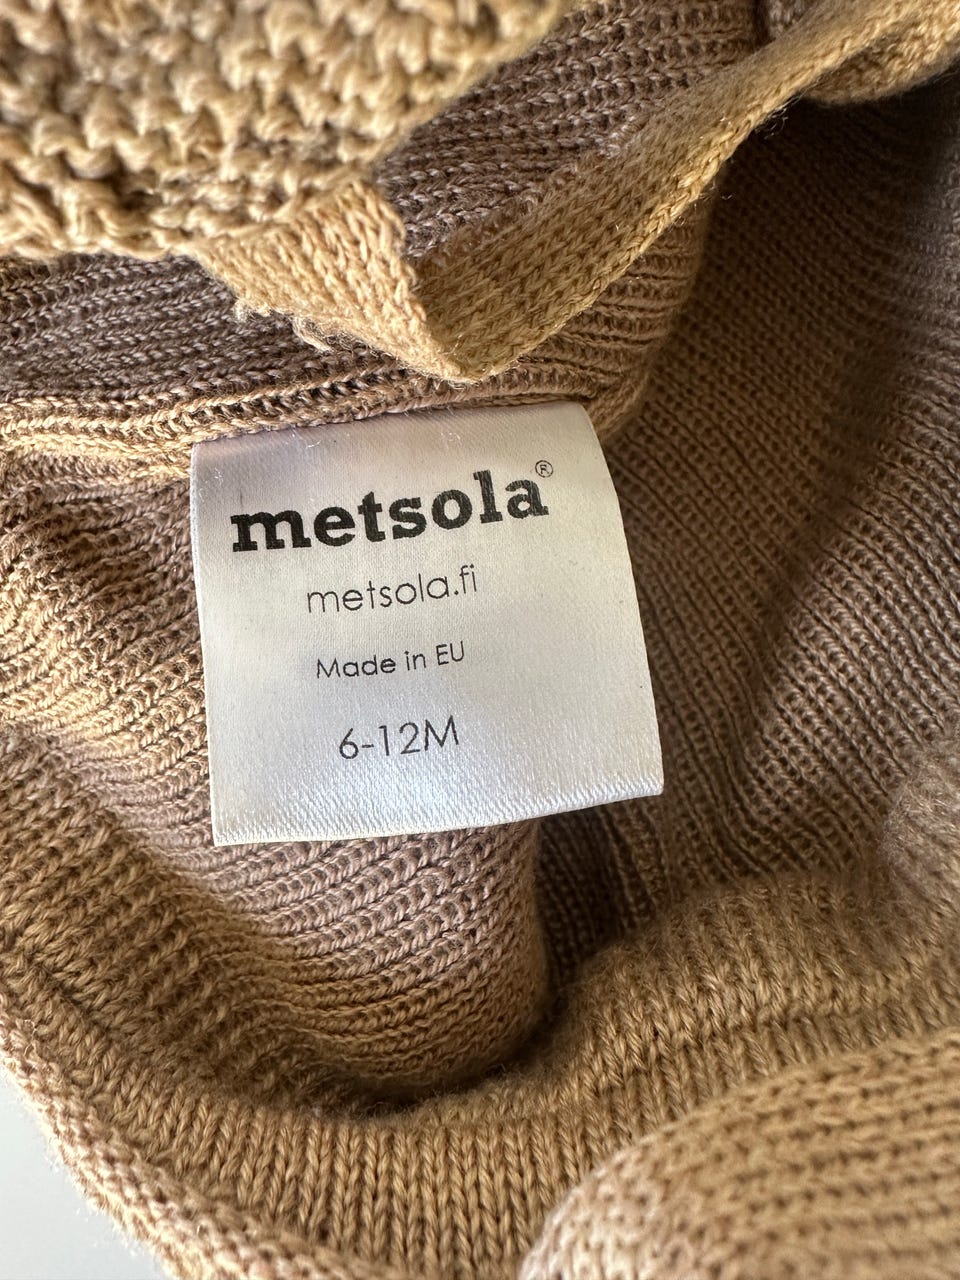 metsola®
metsola.fi
Made in EU
6-12M